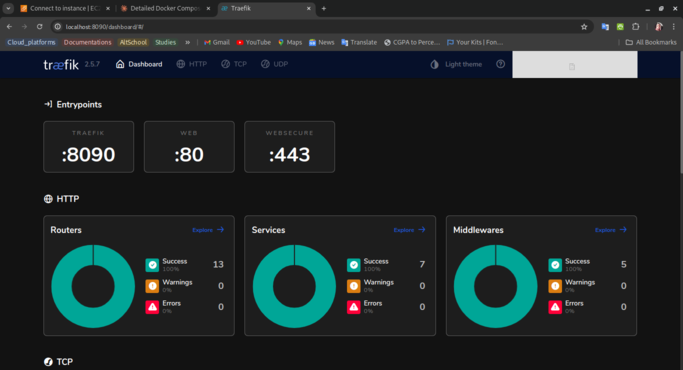 Connect to instance | EC
Detailed Docker Compos
Traefik
localhost:8090/dashboard/#/
Cloud_platforms
Documentations
AltSchool
Studies
»
Gmail
YouTube
Maps
News
Translate
CGPA to Perce...
Your Kits | Fon...
All Bookmarks
træfik 2.5.7
Dashboard
HTTP
TCP
UDP
Light theme
Entrypoints
TRAEFIK
:8090
WEB
:80
WEBSECURE
:443
HTTP
Routers
Explore
Success 13
100%
Warnings 0
0%
Errors 0
0%
Services
Explore
Success 7
100%
Warnings 0
0%
Errors 0
0%
Middlewares
Explore
Success 5
100%
Warnings 0
0%
Errors 0
0%
TCP